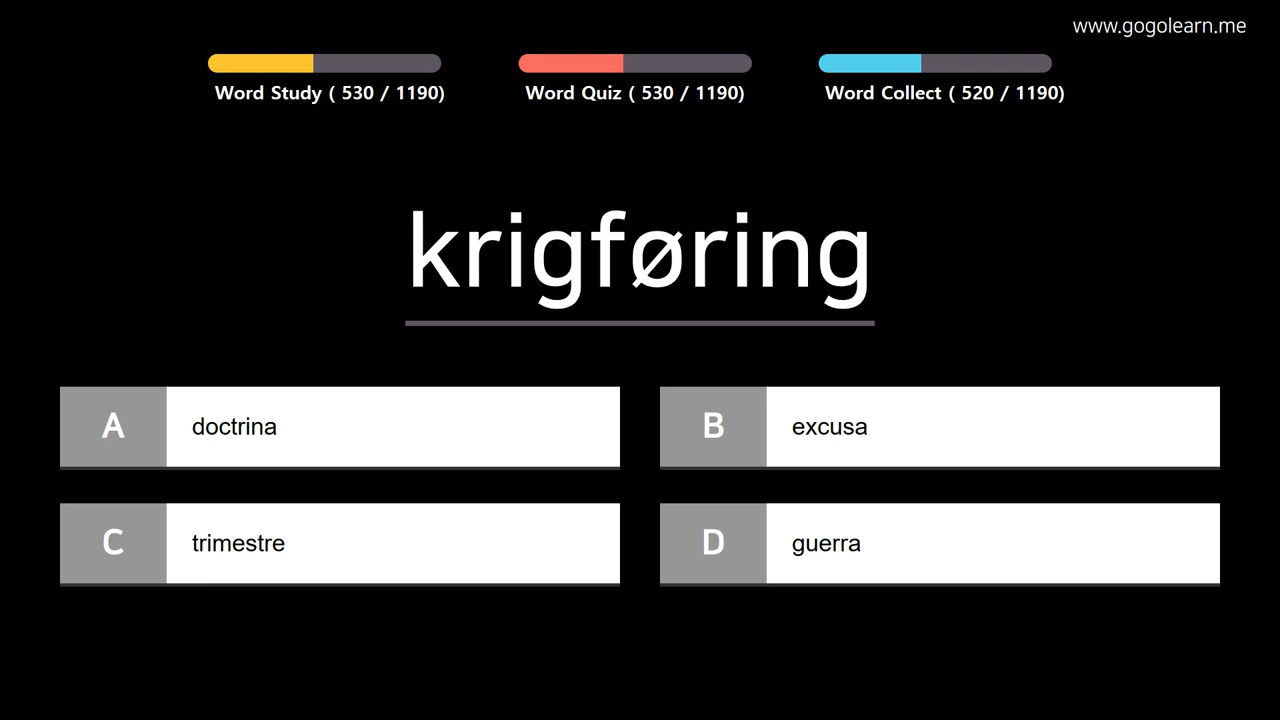 www.gogolearn.me
Word Study ( 530 / 1190)
Word Quiz ( 530 / 1190)
Word Collect ( 520 / 1190)
krigføring
A doctrina
B excusa
C trimestre
D guerra